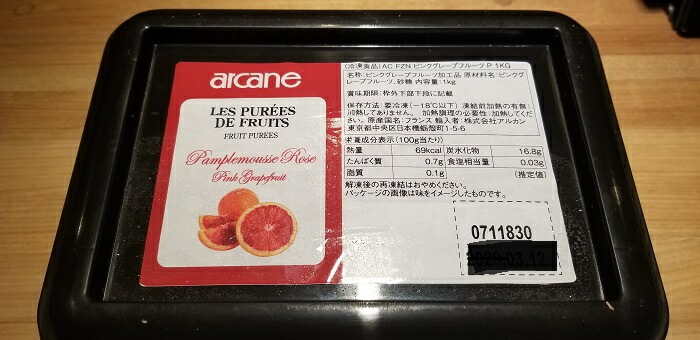 arcane
LES PURÉES
DE FRUITS
FRUIT PUREES
Pamplemousse Rose
Pink Grapefruit
(冷凍食品) AC FZN ピンクグレープフルーツ P 1KG
名称:ピンクグレープフルーツ加工品 原材料名:ピンクグ
レープフルーツ、砂糖 内容量:1kg
賞味期限:枠外下部下段に記載
保存方法:要冷凍(-18℃以下) 凍結前加熱の有無:
加熱してありません。 加熱調理の必要性:加熱してくだ
さい。原産国名:フランス 輸入者:株式会社アルカン
東京都中央区日本橋蛎殻町1-5-6
栄養成分表示(100g当たり)
熱量 69kcal 炭水化物 16.8g
たんぱく質 0.7g 食塩相当量 0.03g
脂質 0.1g (推定値)
解凍後の再凍結はおやめください。
パッケージの画像は味をイメージしたものです。
0711830